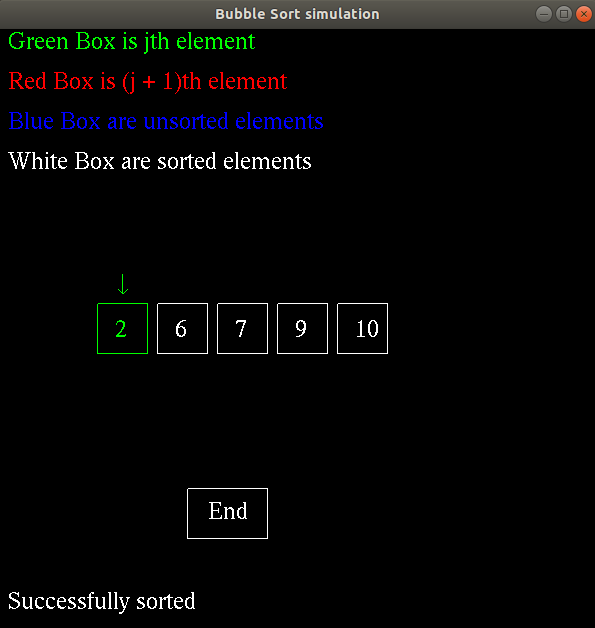 Bubble Sort simulation
Green Box is jth element
Red Box is (j + 1)th element
Blue Box are unsorted elements
White Box are sorted elements
↓
2 6 7 9 10
End
Successfully sorted